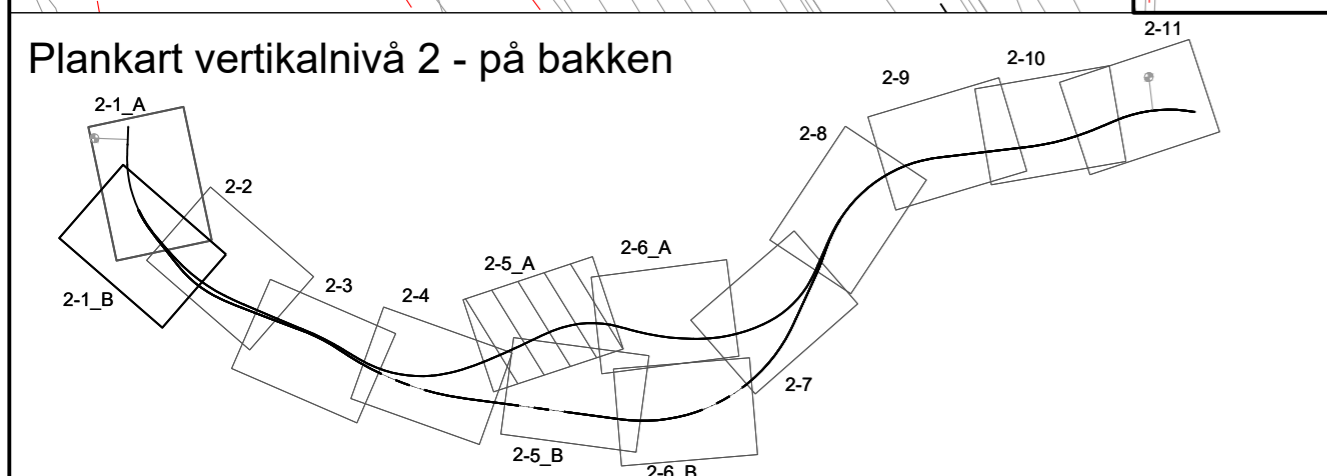 Plankart vertikalnivå 2 - på bakken
2-11
2-10
2-9
2-1_A
2-8
2-2
2-6_A
2-5_A
2-3
2-4
2-1_B
2-7
2-5_B
2-6_B